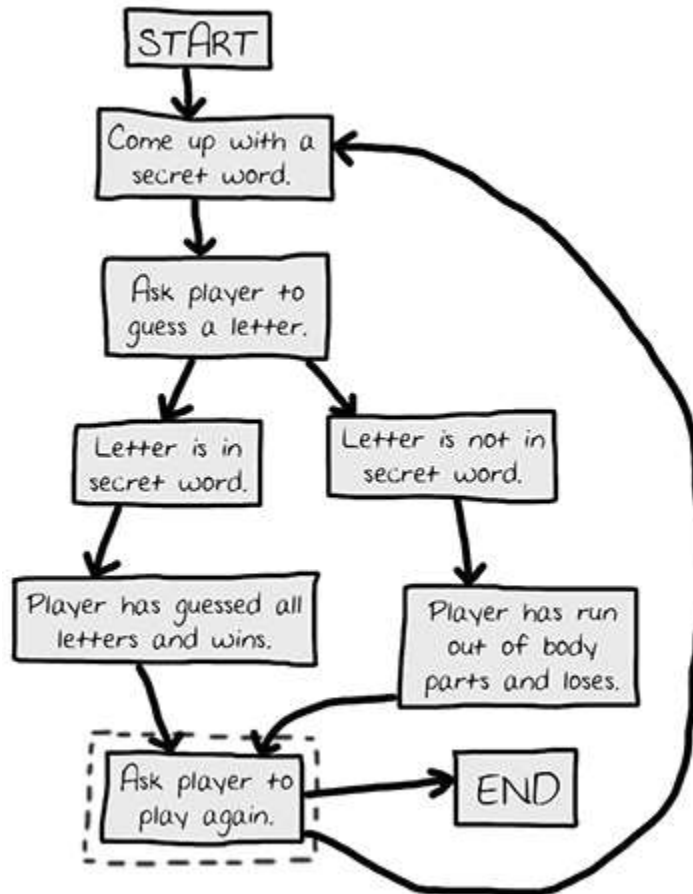 START
Come up with a
secret word.
Ask player to
guess a letter.
Letter is in
secret word.
Letter is not in
secret word.
Player has guessed all
letters and wins.
Player has run
out of body
parts and loses.
Ask player to
play again.
END